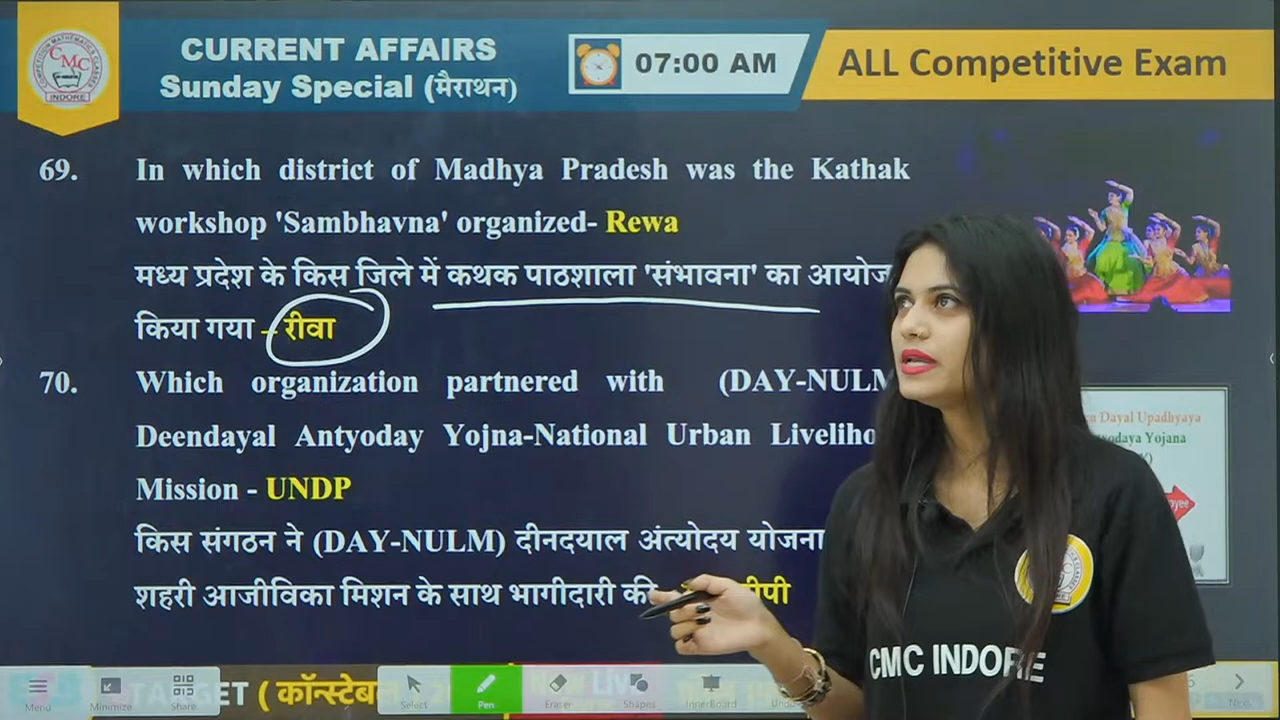 CURRENT AFFAIRS
Sunday Special (मैराथन)
07:00 AM
ALL Competitive Exam
CMC
INDORE
69. In which district of Madhya Pradesh was the Kathak
workshop 'Sambhavna' organized- Rewa
मध्य प्रदेश के किस जिले में कथक पाठशाला 'संभावना' का
किया गया – रीवा
70. Which organization partnered with (DAY-NULM
Deendayal Antyoday Yojna-National Urban
Mission - UNDP
किस संगठन ने (DAY-NULM) दीनदयाल अंत्योदय योजना
शहरी आजीविका मिशन के साथ भागीदारी की
Dayal Upadhyaya
Yojana
CMC INDORE
( कॉन्स्टेबल
Menu
Minimize
Share
Select
Pen
Eraser
Shapes
InnerBoard
Undo